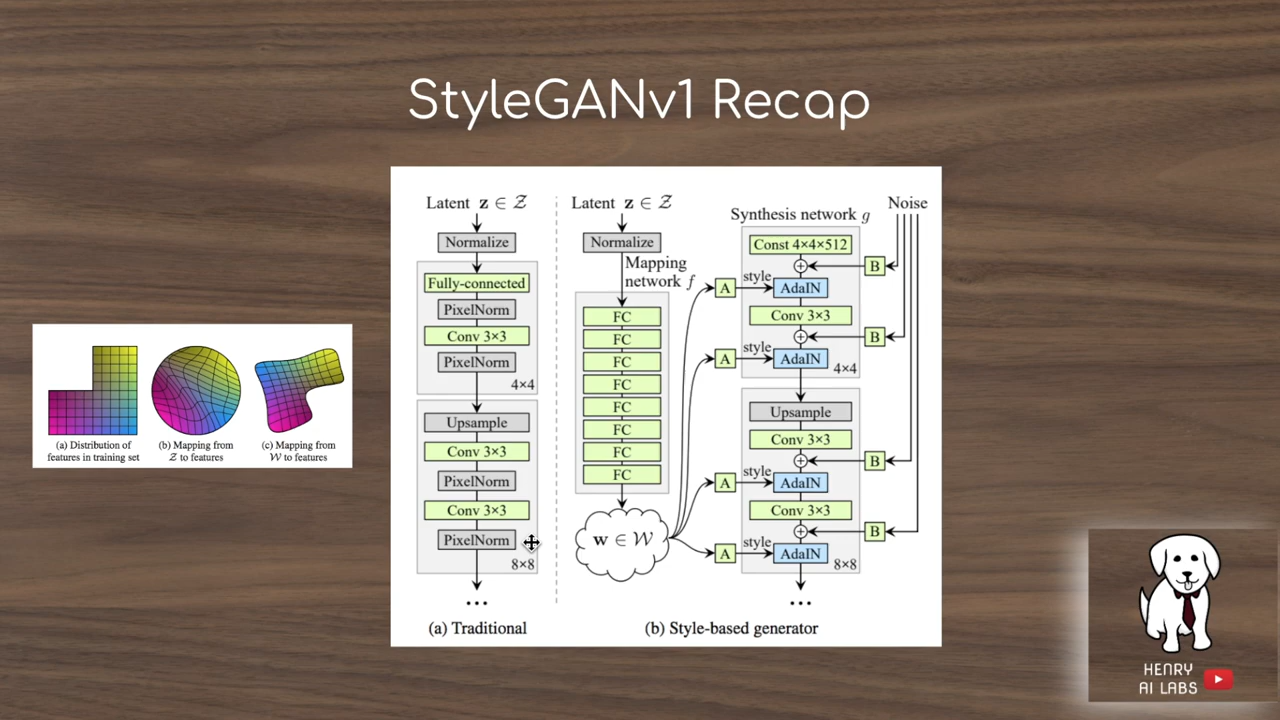 StyleGANv1 Recap
(a) Distribution of
features in training set
(b) Mapping from
𝒵 to features
(c) Mapping from
𝒲 to features
Latent z ∈ 𝒵
Normalize
Fully-connected
PixelNorm
Conv 3×3
PixelNorm
4×4
Upsample
Conv 3×3
PixelNorm
Conv 3×3
PixelNorm
8×8
...
(a) Traditional
Latent z ∈ 𝒵
Normalize
Mapping
network f
FC
FC
FC
FC
FC
FC
FC
FC
w ∈ 𝒲
A
A
A
A
style
style
style
style
Synthesis network g
Noise
Const 4×4×512
B
AdaIN
Conv 3×3
B
AdaIN
4×4
Upsample
Conv 3×3
B
AdaIN
Conv 3×3
B
AdaIN
8×8
...
(b) Style-based generator
HENRY
AI LABS